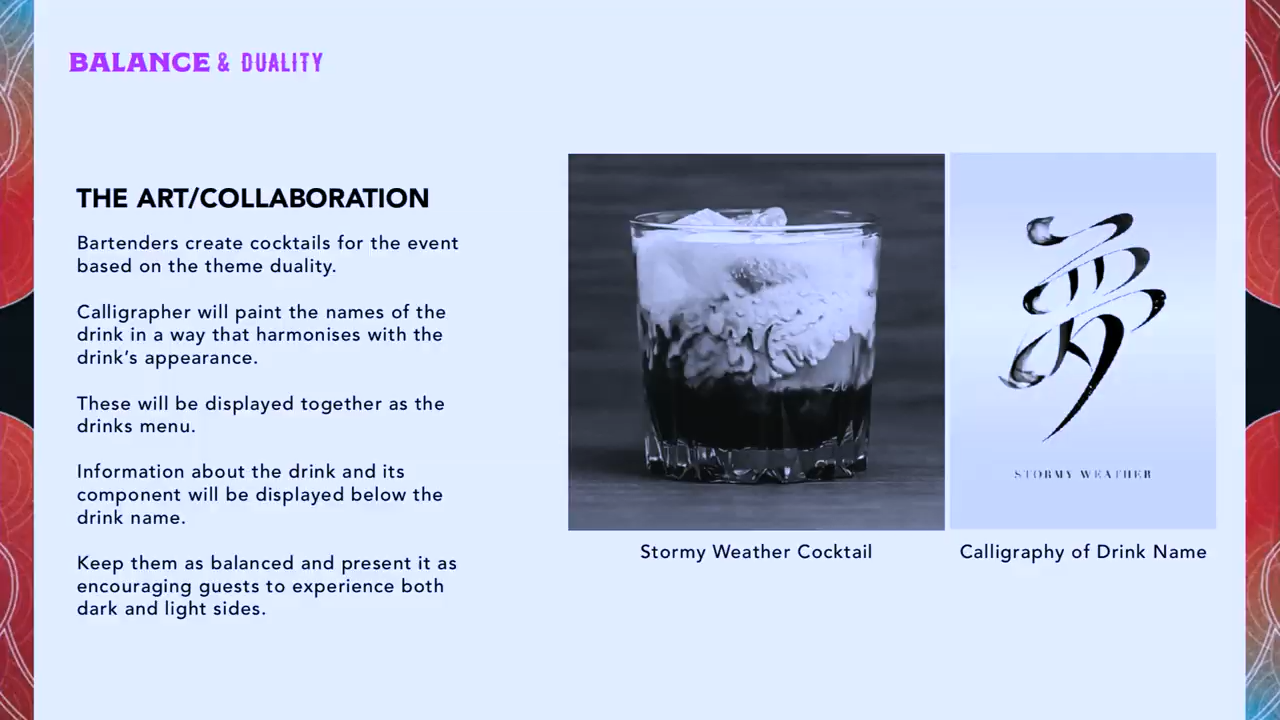 BALANCE & DUALITY
THE ART/COLLABORATION
Bartenders create cocktails for the event
based on the theme duality.
Calligrapher will paint the names of the
drink in a way that harmonises with the
drink's appearance.
These will be displayed together as the
drinks menu.
Information about the drink and its
component will be displayed below the
drink name.
Keep them as balanced and present it as
encouraging guests to experience both
dark and light sides.
STORMY WEATHER
Stormy Weather Cocktail
Calligraphy of Drink Name